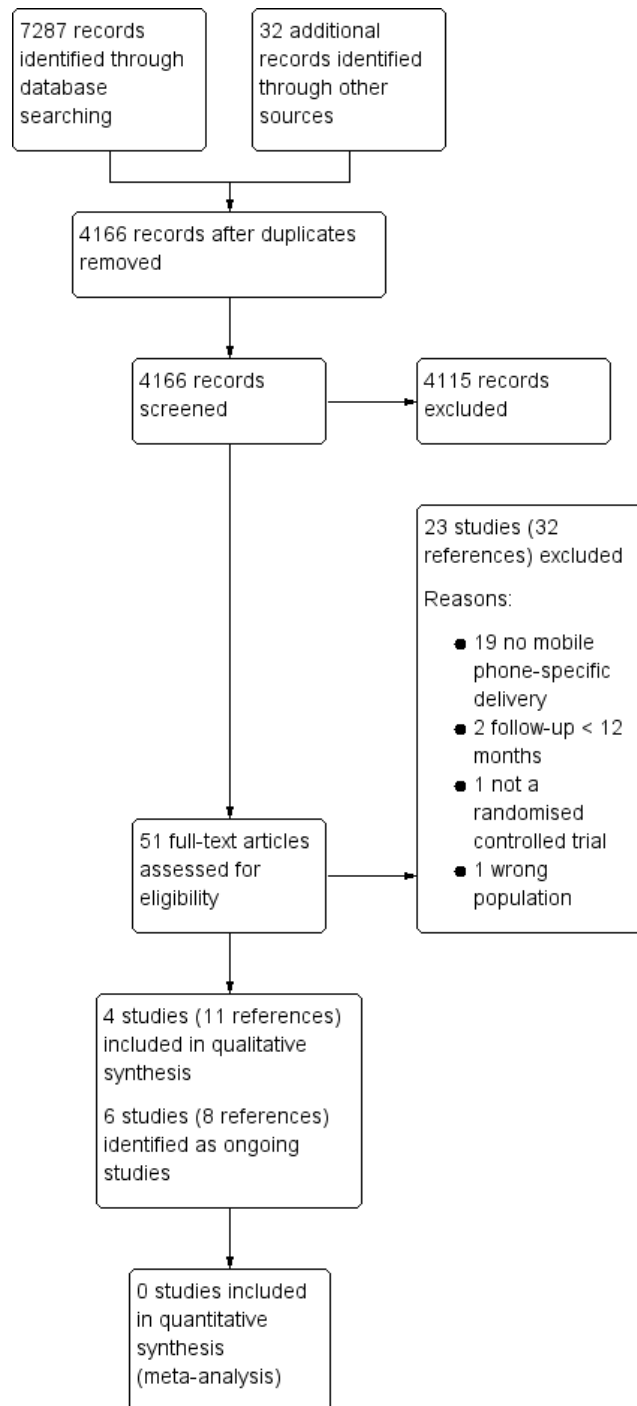 7287 records
identified through
database
searching
32 additional
records identified
through other
sources
4166 records after duplicates
removed
4166 records
screened
4115 records
excluded
23 studies (32
references) excluded
Reasons:
● 19 no mobile
phone-specific
delivery
● 2 follow-up < 12
months
● 1 not a
randomised
controlled trial
● 1 wrong
population
51 full-text articles
assessed for
eligibility
4 studies (11 references)
included in qualitative
synthesis
6 studies (8 references)
identified as ongoing
studies
0 studies included
in quantitative
synthesis
(meta-analysis)